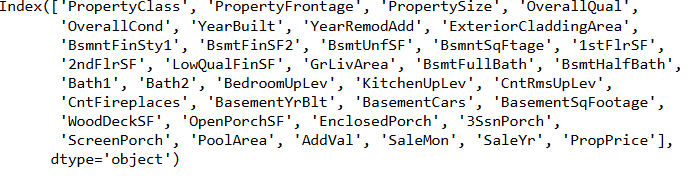 Index(['PropertyClass', 'PropertyFrontage', 'PropertySize', 'OverallQual',
'OverallCond', 'YearBuilt', 'YearRemodAdd', 'ExteriorCladdingArea',
'BsmntFinSty1', 'BsmtFinSF2', 'BsmtUnfSF', 'BsmntSqFtage', '1stFlrSF',
'2ndFlrSF', 'LowQualFinSF', 'GrLivArea', 'BsmtFullBath', 'BsmtHalfBath',
'Bath1', 'Bath2', 'BedroomUpLev', 'KitchenUpLev', 'CntRmsUpLev',
'CntFireplaces', 'BasementYrBlt', 'BasementCars', 'BasementSqFootage',
'WoodDeckSF', 'OpenPorchSF', 'EnclosedPorch', '3SsnPorch',
'ScreenPorch', 'PoolArea', 'AddVal', 'SaleMon', 'SaleYr', 'PropPrice'],
dtype='object')